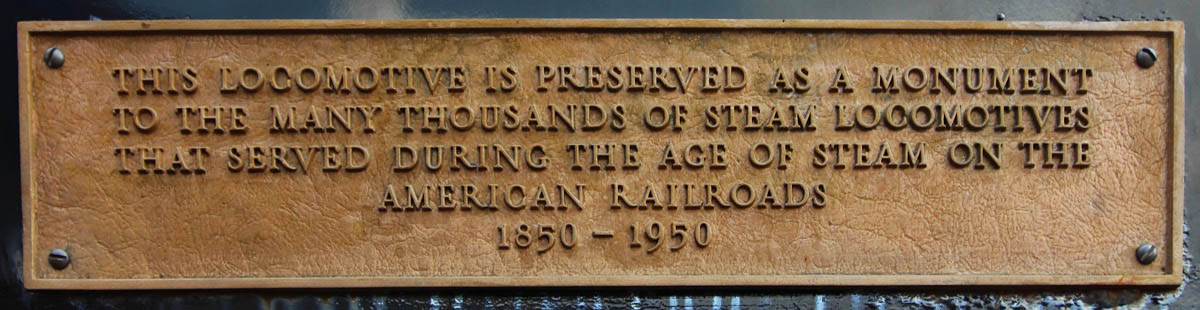 THIS LOCOMOTIVE IS PRESERVED AS A MONUMENT
TO THE MANY THOUSANDS OF STEAM LOCOMOTIVES
THAT SERVED DURING THE AGE OF STEAM ON THE
AMERICAN RAILROADS
1850 – 1950